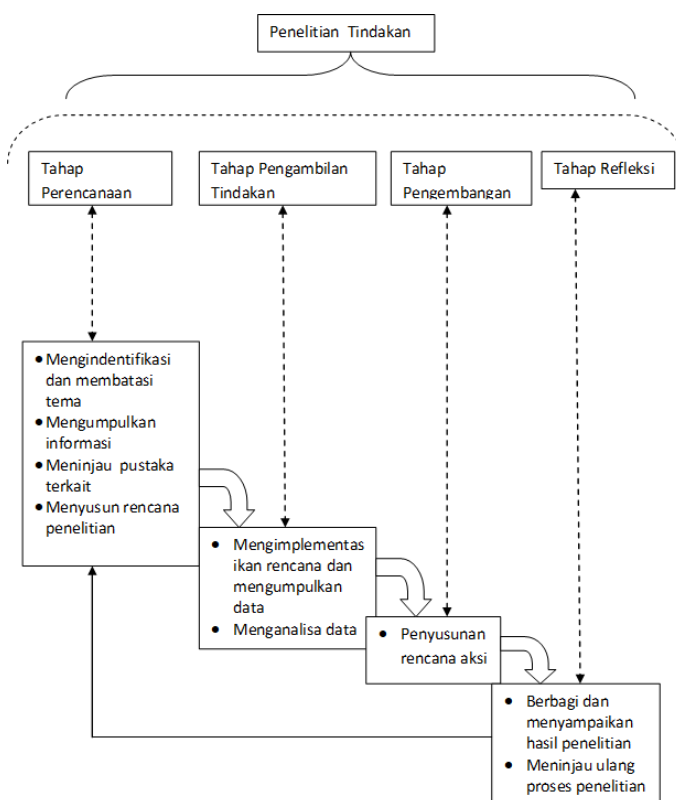 Penelitian Tindakan
Tahap
Perencanaan
Tahap Pengambilan
Tindakan
Tahap
Pengembangan
Tahap Refleksi
● Mengindentifikasi
dan membatasi
tema
● Mengumpulkan
informasi
● Meninjau pustaka
terkait
● Menyusun rencana
penelitian
● Mengimplementas
ikan rencana dan
mengumpulkan
data
● Menganalisa data
● Penyusunan
rencana aksi
● Berbagi dan
menyampaikan
hasil penelitian
● Meninjau ulang
proses penelitian